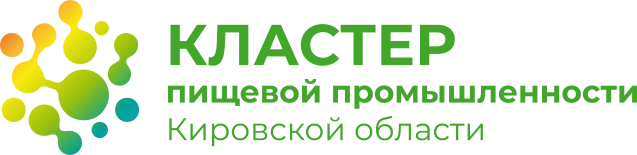 КЛАСТЕР
пищевой промышленности
Кировской области